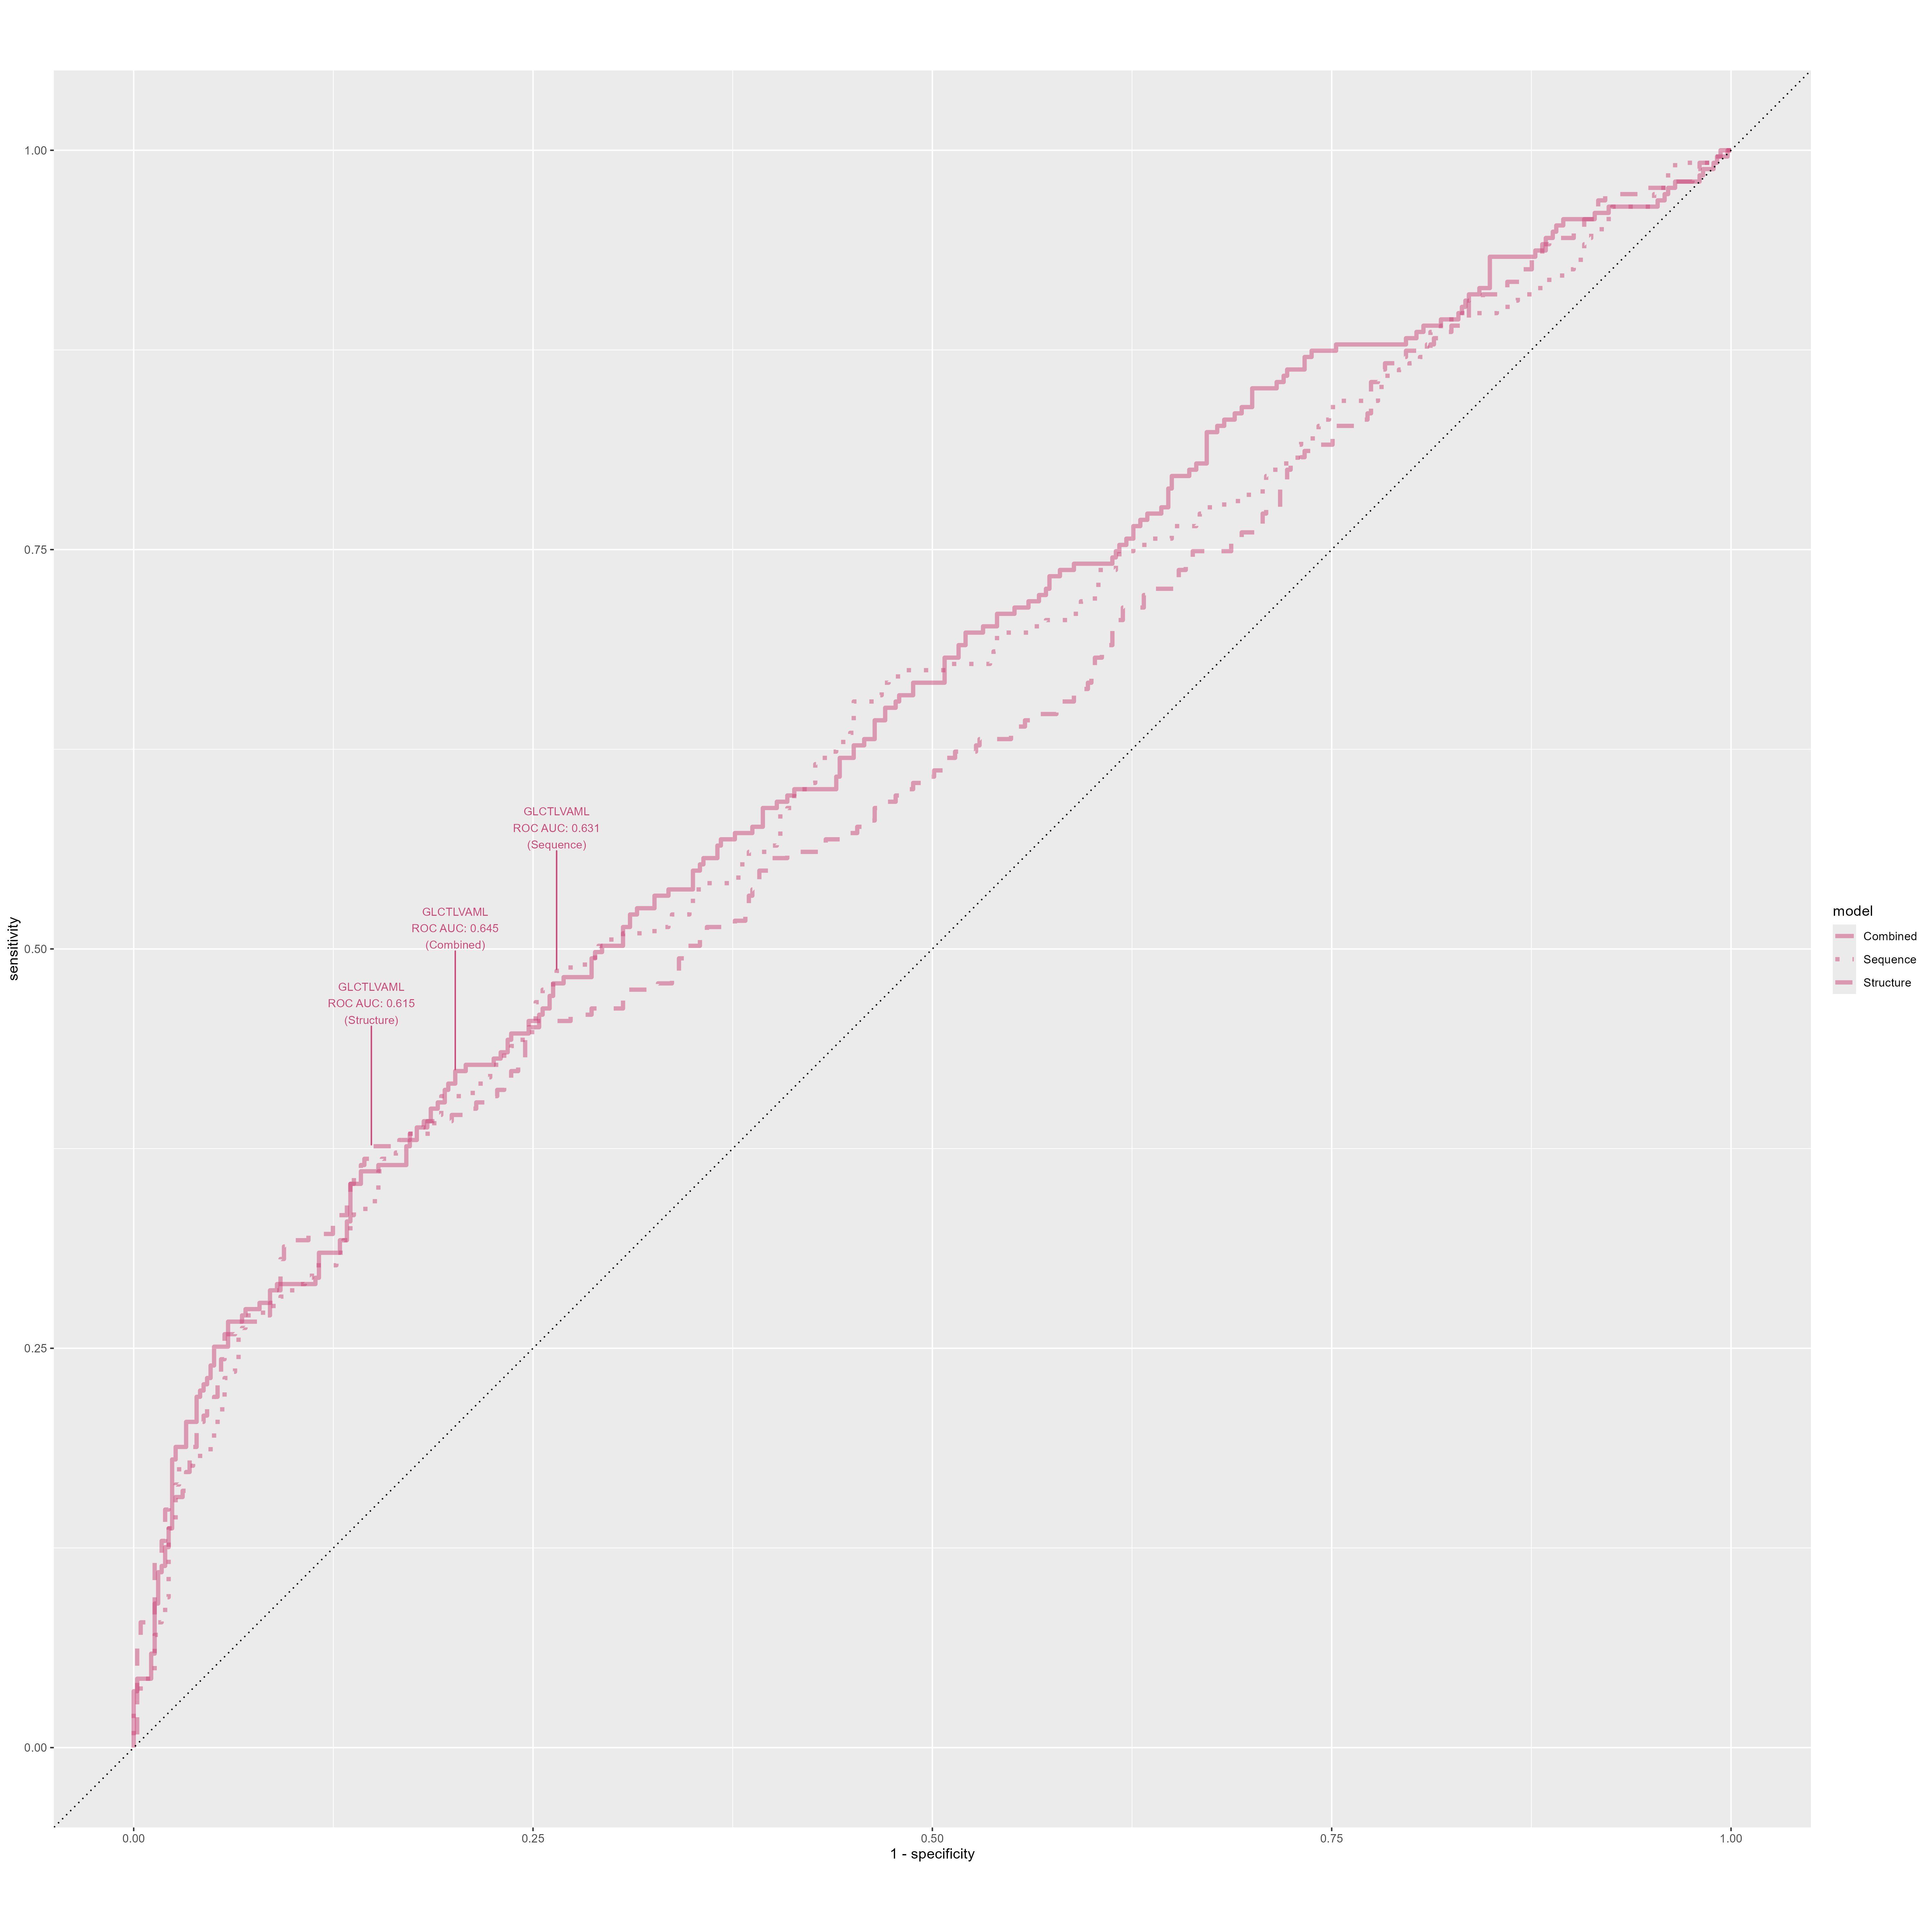 1.00
0.75
0.50
0.25
0.00
sensitivity
GLCTLVAML
ROC AUC: 0.631
(Sequence)
GLCTLVAML
ROC AUC: 0.645
(Combined)
GLCTLVAML
ROC AUC: 0.615
(Structure)
0.00
0.25
0.50
0.75
1.00
1 - specificity
model
Combined
Sequence
Structure